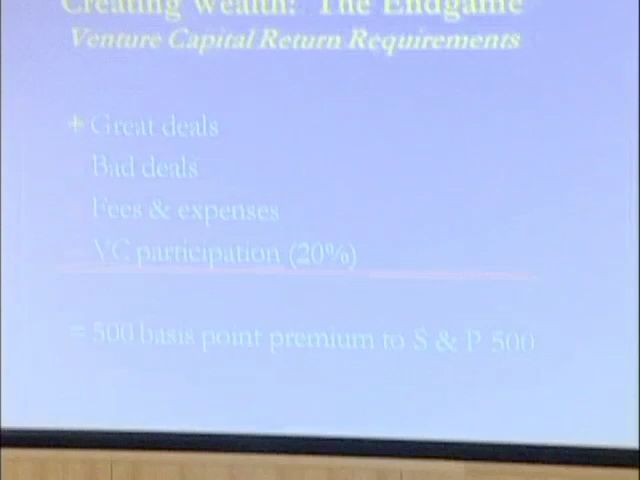 Creating Wealth: The Endgame
Venture Capital Return Requirements
+ Great deals
Bad deals
Fees & expenses
VC participation (20%)
= 500 basis point premium to S & P 500